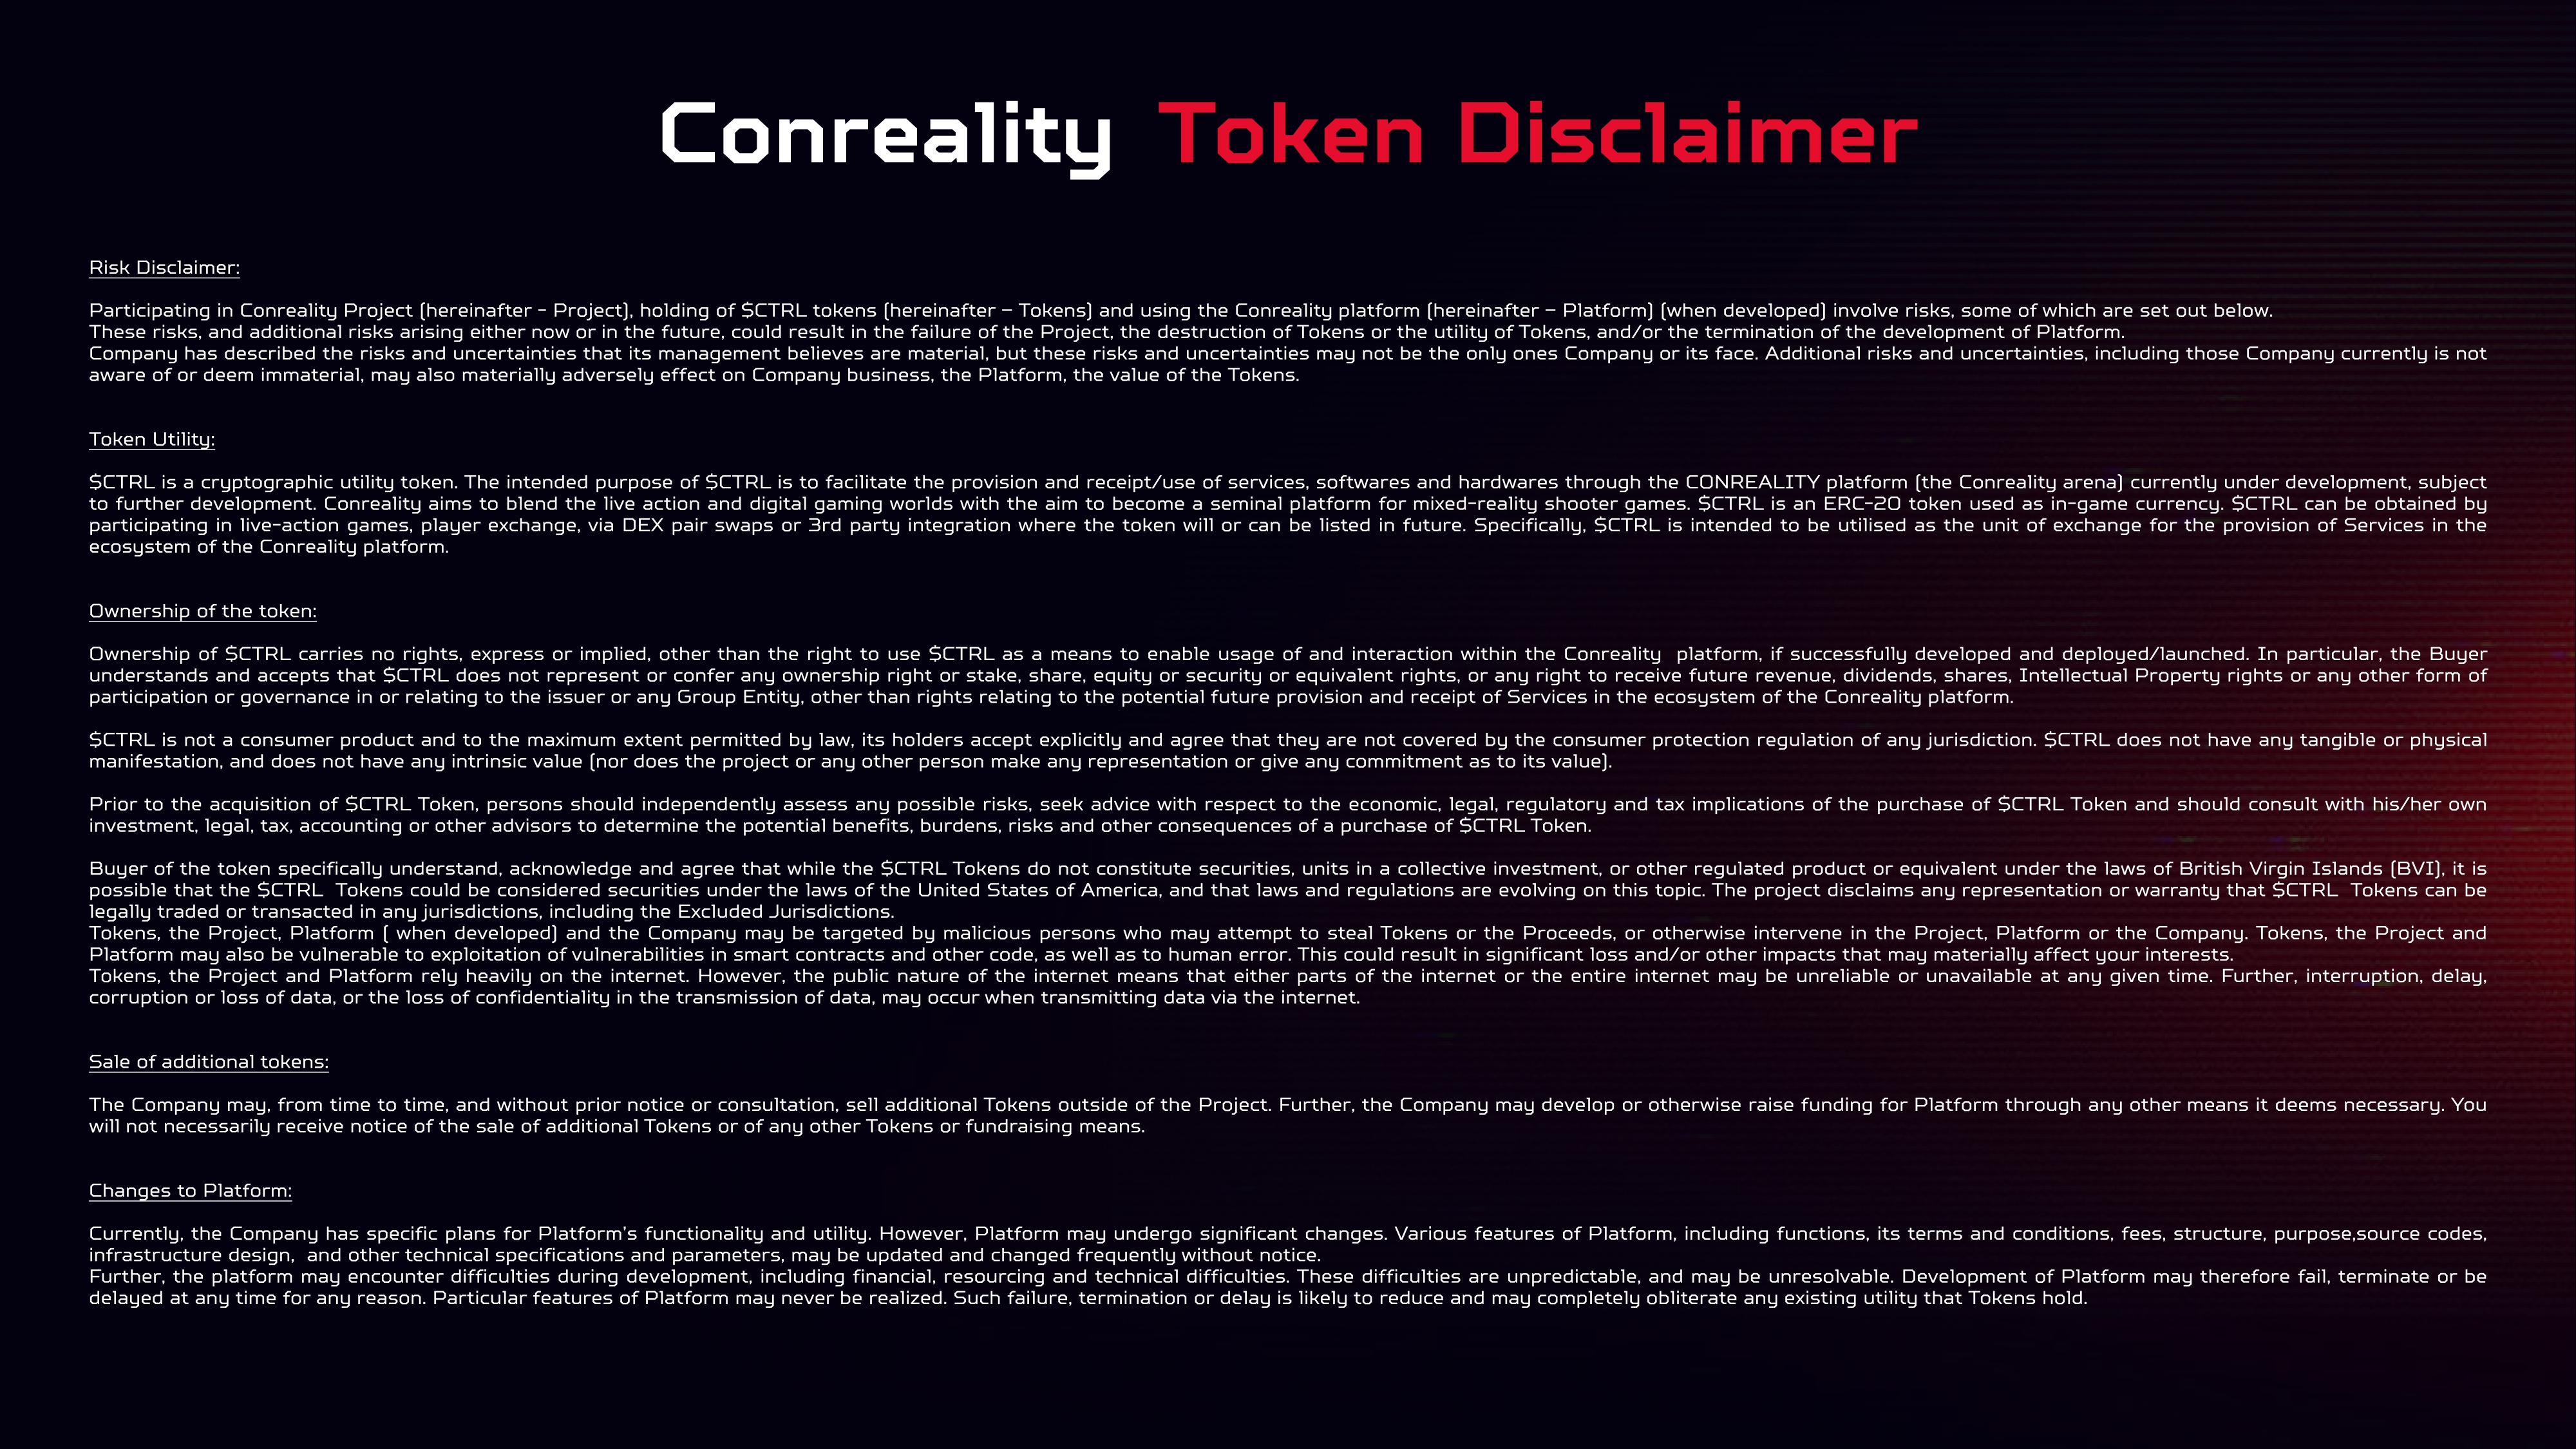 Conreality Token Disclaimer
Risk Disclaimer:
Participating in Conreality Project (hereinafter - Project), holding of $CTRL tokens (hereinafter – Tokens) and using the Conreality platform (hereinafter – Platform) (when developed) involve risks, some of which are set out below.
These risks, and additional risks arising either now or in the future, could result in the failure of the Project, the destruction of Tokens or the utility of Tokens, and/or the termination of the development of Platform.
Company has described the risks and uncertainties that its management believes are material, but these risks and uncertainties may not be the only ones Company or its face. Additional risks and uncertainties, including those Company currently is not
aware of or deem immaterial, may also materially adversely effect on Company business, the Platform, the value of the Tokens.
Token Utility:
$CTRL is a cryptographic utility token. The intended purpose of $CTRL is to facilitate the provision and receipt/use of services, softwares and hardwares through the CONREALITY platform (the Conreality arena) currently under development, subject
to further development. Conreality aims to blend the live action and digital gaming worlds with the aim to become a seminal platform for mixed-reality shooter games. $CTRL is an ERC-20 token used as in-game currency. $CTRL can be obtained by
participating in live-action games, player exchange, via DEX pair swaps or 3rd party integration where the token will or can be listed in future. Specifically, $CTRL is intended to be utilised as the unit of exchange for the provision of Services in the
ecosystem of the Conreality platform.
Ownership of the token:
Ownership of $CTRL carries no rights, express or implied, other than the right to use $CTRL as a means to enable usage of and interaction within the Conreality  platform, if successfully developed and deployed/launched. In particular, the Buyer
understands and accepts that $CTRL does not represent or confer any ownership right or stake, share, equity or security or equivalent rights, or any right to receive future revenue, dividends, shares, Intellectual Property rights or any other form of
participation or governance in or relating to the issuer or any Group Entity, other than rights relating to the potential future provision and receipt of Services in the ecosystem of the Conreality platform.
$CTRL is not a consumer product and to the maximum extent permitted by law, its holders accept explicitly and agree that they are not covered by the consumer protection regulation of any jurisdiction. $CTRL does not have any tangible or physical
manifestation, and does not have any intrinsic value (nor does the project or any other person make any representation or give any commitment as to its value).
Prior to the acquisition of $CTRL Token, persons should independently assess any possible risks, seek advice with respect to the economic, legal, regulatory and tax implications of the purchase of $CTRL Token and should consult with his/her own
investment, legal, tax, accounting or other advisors to determine the potential benefits, burdens, risks and other consequences of a purchase of $CTRL Token.
Buyer of the token specifically understand, acknowledge and agree that while the $CTRL Tokens do not constitute securities, units in a collective investment, or other regulated product or equivalent under the laws of British Virgin Islands (BVI), it is
possible that the $CTRL  Tokens could be considered securities under the laws of the United States of America, and that laws and regulations are evolving on this topic. The project disclaims any representation or warranty that $CTRL  Tokens can be
legally traded or transacted in any jurisdictions, including the Excluded Jurisdictions.
Tokens, the Project, Platform ( when developed) and the Company may be targeted by malicious persons who may attempt to steal Tokens or the Proceeds, or otherwise intervene in the Project, Platform or the Company. Tokens, the Project and
Platform may also be vulnerable to exploitation of vulnerabilities in smart contracts and other code, as well as to human error. This could result in significant loss and/or other impacts that may materially affect your interests.
Tokens, the Project and Platform rely heavily on the internet. However, the public nature of the internet means that either parts of the internet or the entire internet may be unreliable or unavailable at any given time. Further, interruption, delay,
corruption or loss of data, or the loss of confidentiality in the transmission of data, may occur when transmitting data via the internet.
Sale of additional tokens:
The Company may, from time to time, and without prior notice or consultation, sell additional Tokens outside of the Project. Further, the Company may develop or otherwise raise funding for Platform through any other means it deems necessary. You
will not necessarily receive notice of the sale of additional Tokens or of any other Tokens or fundraising means.
Changes to Platform:
Currently, the Company has specific plans for Platform's functionality and utility. However, Platform may undergo significant changes. Various features of Platform, including functions, its terms and conditions, fees, structure, purpose,source codes,
infrastructure design,  and other technical specifications and parameters, may be updated and changed frequently without notice.
Further, the platform may encounter difficulties during development, including financial, resourcing and technical difficulties. These difficulties are unpredictable, and may be unresolvable. Development of Platform may therefore fail, terminate or be
delayed at any time for any reason. Particular features of Platform may never be realized. Such failure, termination or delay is likely to reduce and may completely obliterate any existing utility that Tokens hold.